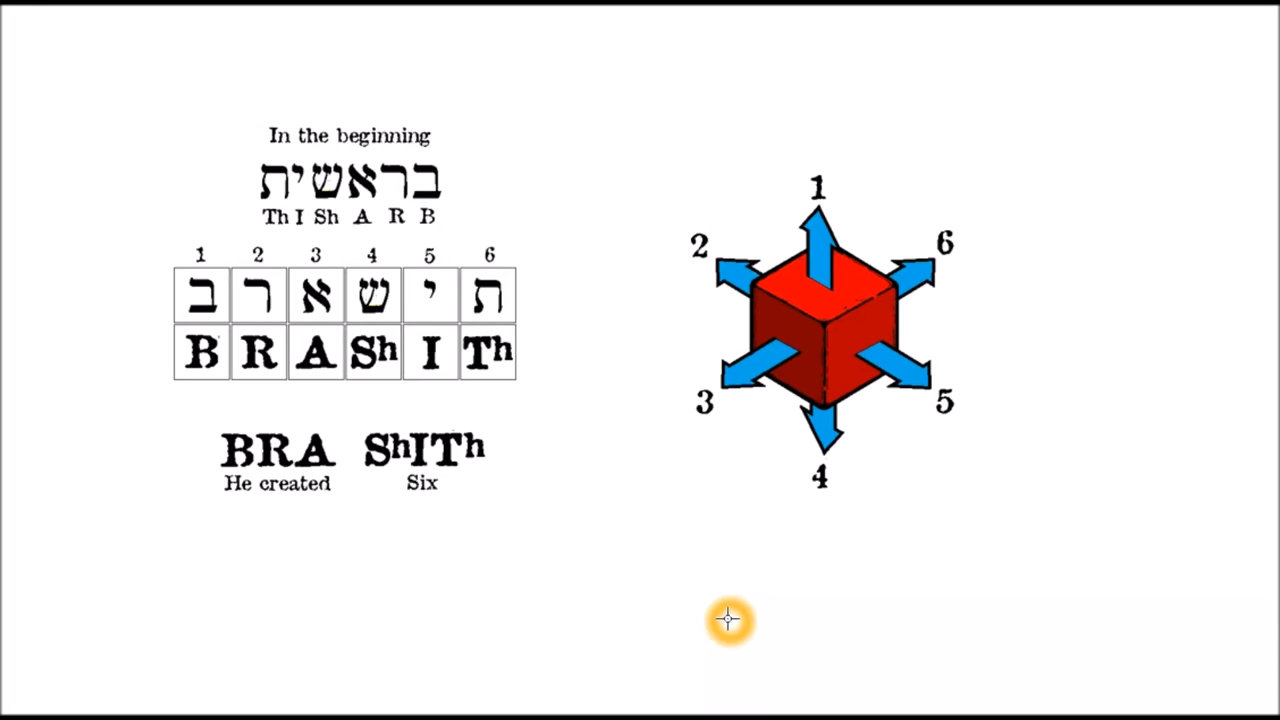 In the beginning
בראשית
Th I Sh A R B
1 2 3 4 5 6
ב ר א ש י ת
B R A Sh I Th
BRA ShITh
He created Six
1
2 6
3 5
4